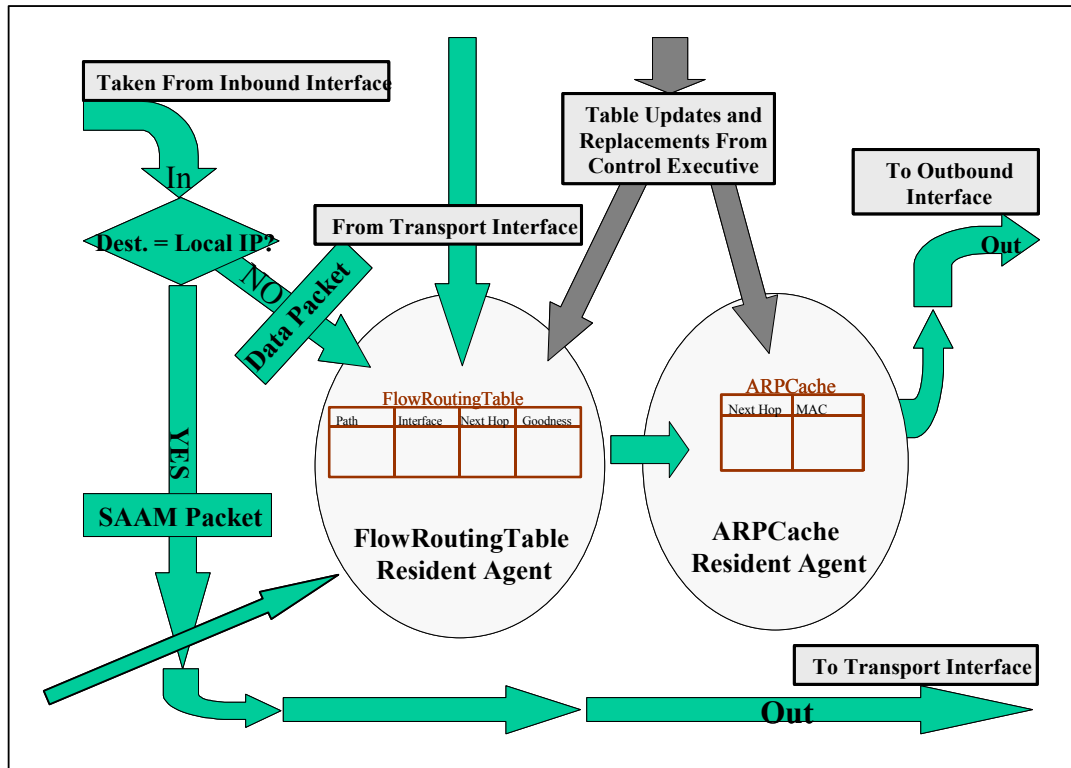 Taken From Inbound Interface
In
Dest. = Local IP?
NO
Data Packet
YES
SAAM Packet
From Transport Interface
Table Updates and
Replacements From
Control Executive
To Outbound
Interface
Out
FlowRoutingTable
Path Interface Next Hop Goodness
FlowRoutingTable
Resident Agent
ARPCache
Next Hop MAC
ARPCache
Resident Agent
To Transport Interface
Out